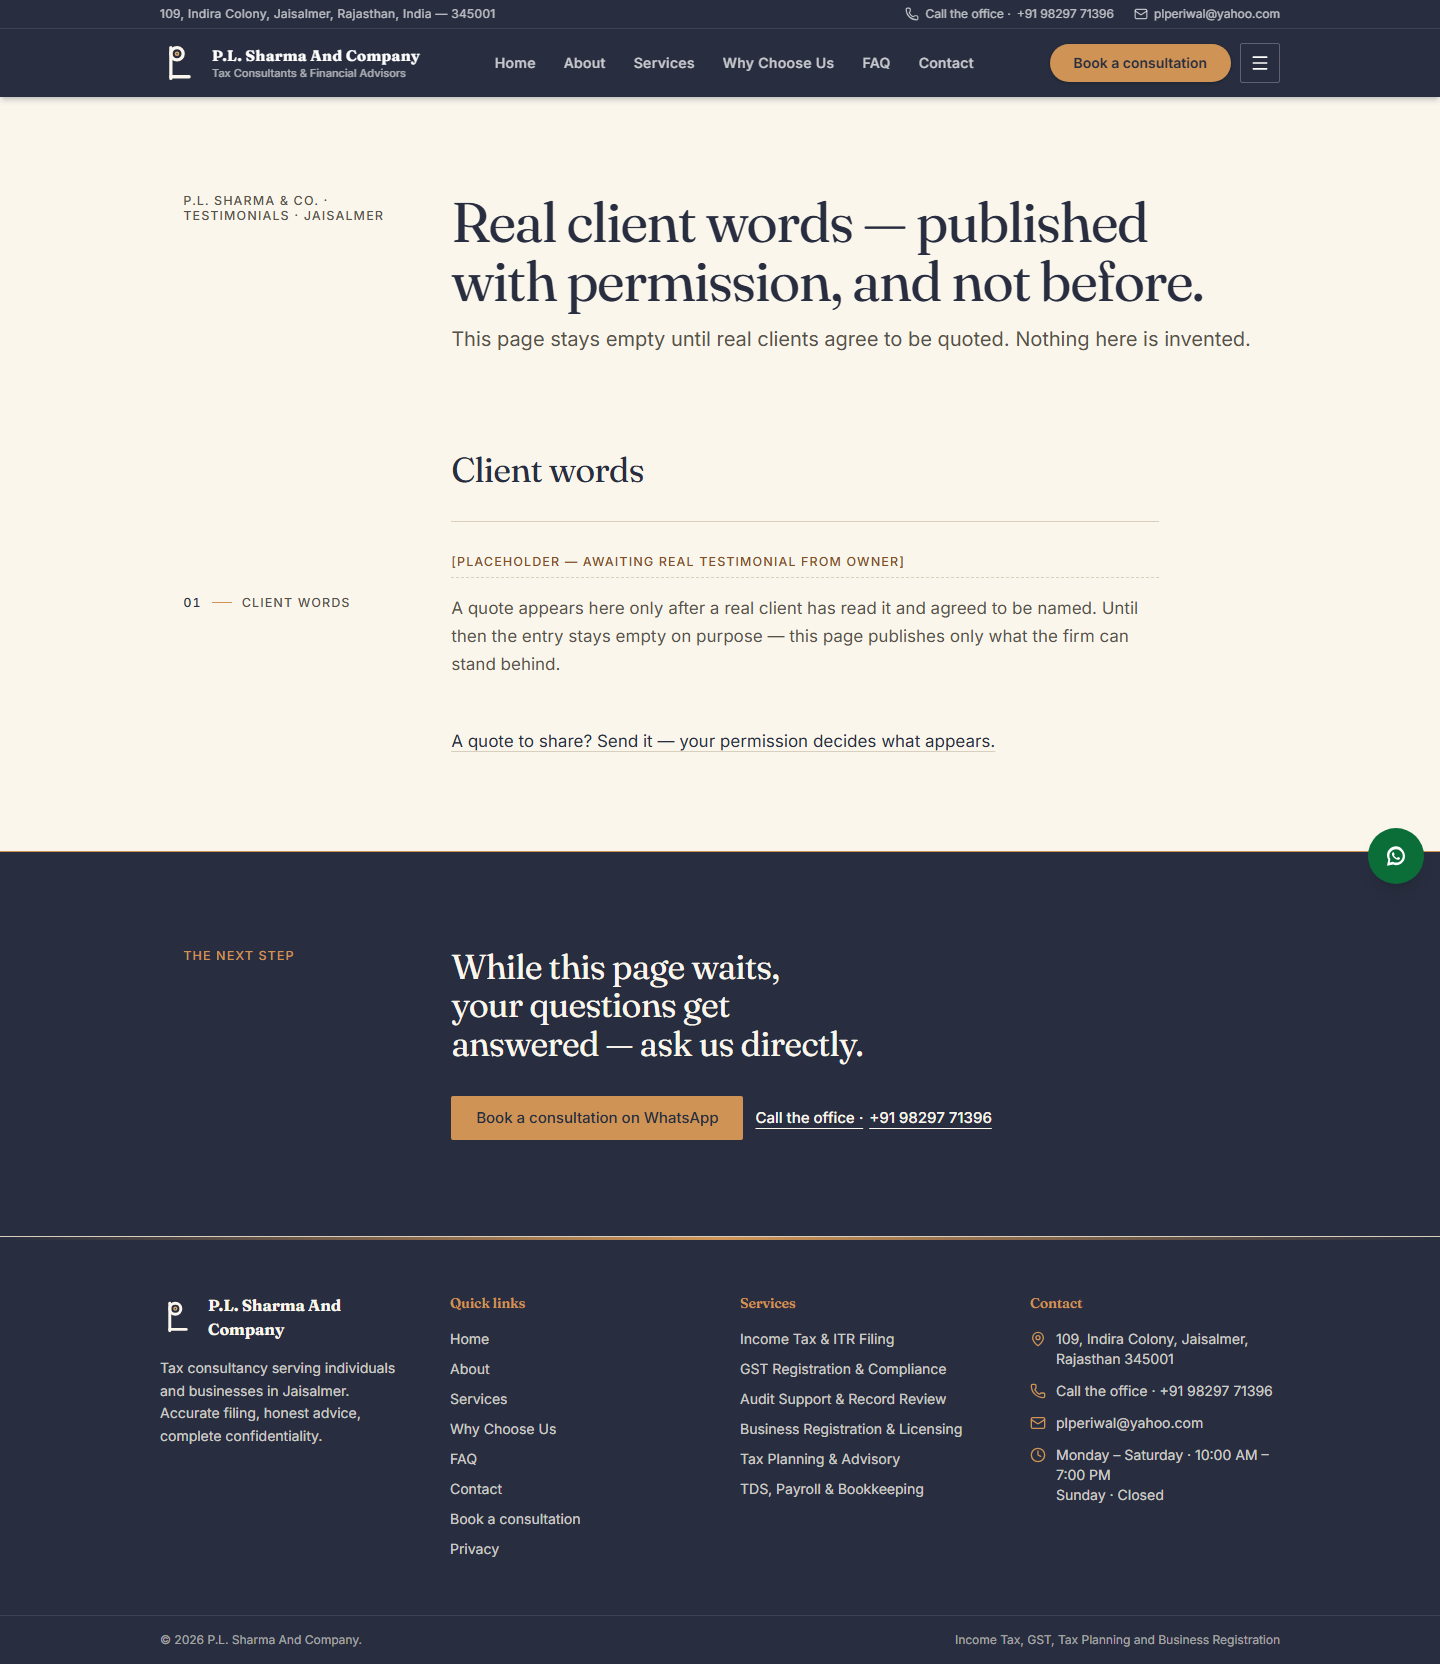 109, Indira Colony, Jaisalmer, Rajasthan, India — 345001
Call the office · +91 98297 71396
plperiwal@yahoo.com
P.L. Sharma And Company
Tax Consultants & Financial Advisors
Home
About
Services
Why Choose Us
FAQ
Contact
Book a consultation
P.L. SHARMA & CO. ·
TESTIMONIALS · JAISALMER
Real client words — published
with permission, and not before.
This page stays empty until real clients agree to be quoted. Nothing here is invented.
Client words
01 — CLIENT WORDS
[PLACEHOLDER — AWAITING REAL TESTIMONIAL FROM OWNER]
A quote appears here only after a real client has read it and agreed to be named. Until
then the entry stays empty on purpose — this page publishes only what the firm can
stand behind.
A quote to share? Send it — your permission decides what appears.
THE NEXT STEP
While this page waits,
your questions get
answered — ask us directly.
Book a consultation on WhatsApp
Call the office · +91 98297 71396
P.L. Sharma And
Company
Tax consultancy serving individuals
and businesses in Jaisalmer.
Accurate filing, honest advice,
complete confidentiality.
Quick links
Home
About
Services
Why Choose Us
FAQ
Contact
Book a consultation
Privacy
Services
Income Tax & ITR Filing
GST Registration & Compliance
Audit Support & Record Review
Business Registration & Licensing
Tax Planning & Advisory
TDS, Payroll & Bookkeeping
Contact
109, Indira Colony, Jaisalmer,
Rajasthan 345001
Call the office · +91 98297 71396
plperiwal@yahoo.com
Monday – Saturday · 10:00 AM –
7:00 PM
Sunday · Closed
© 2026 P.L. Sharma And Company.
Income Tax, GST, Tax Planning and Business Registration